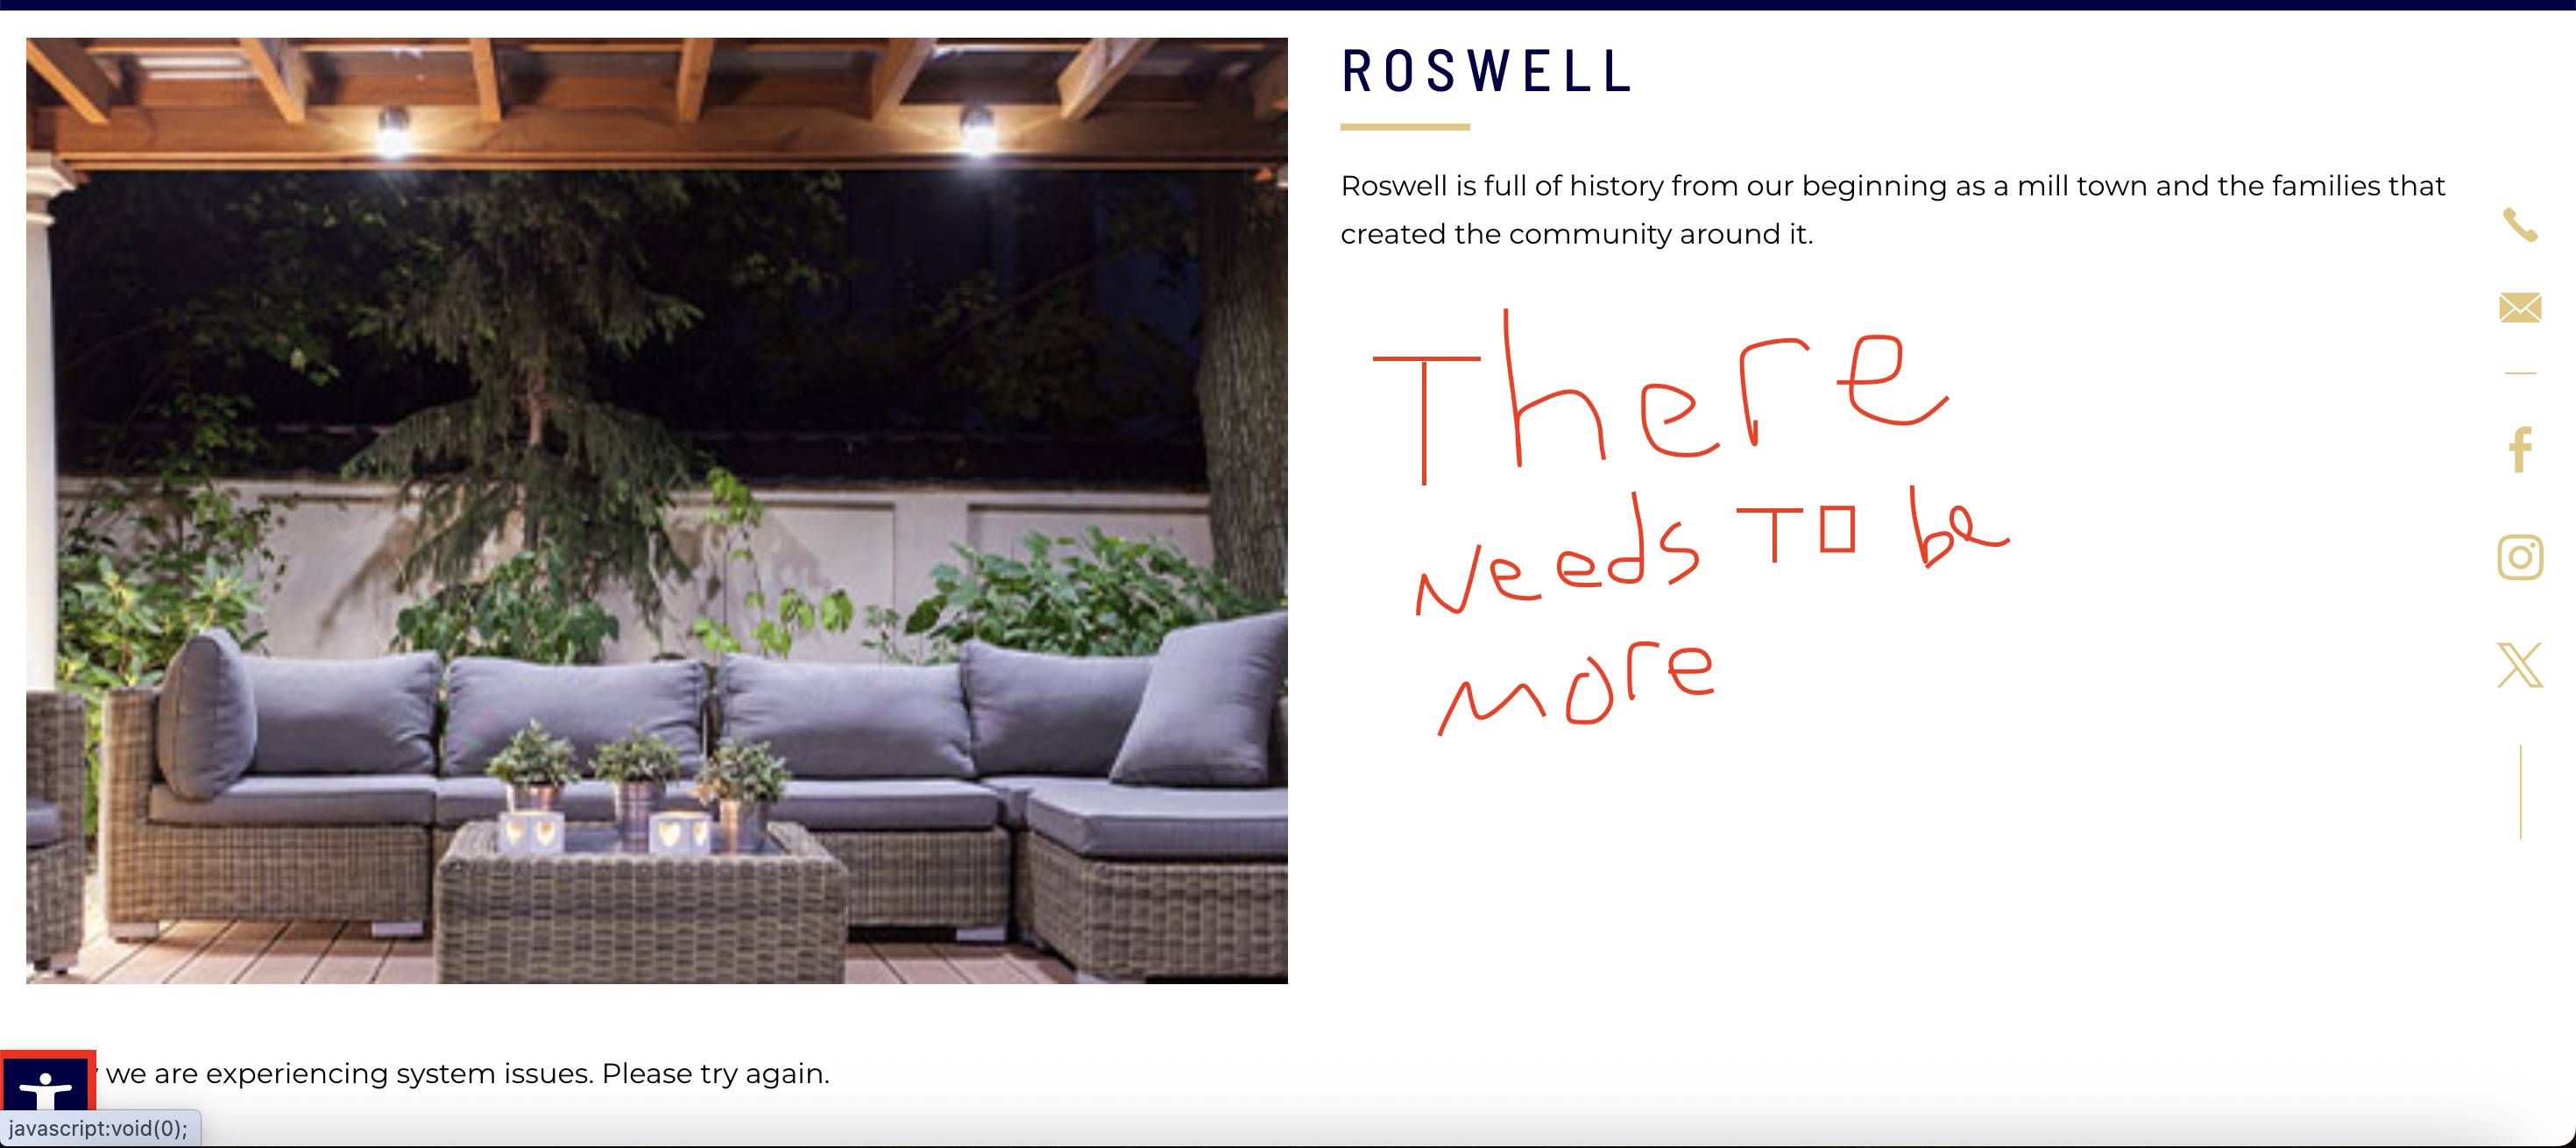 ROSWELL
Roswell is full of history from our beginning as a mill town and the families that
created the community around it.
There
Needs TO be
more
we are experiencing system issues. Please try again.
javascript:void(0);